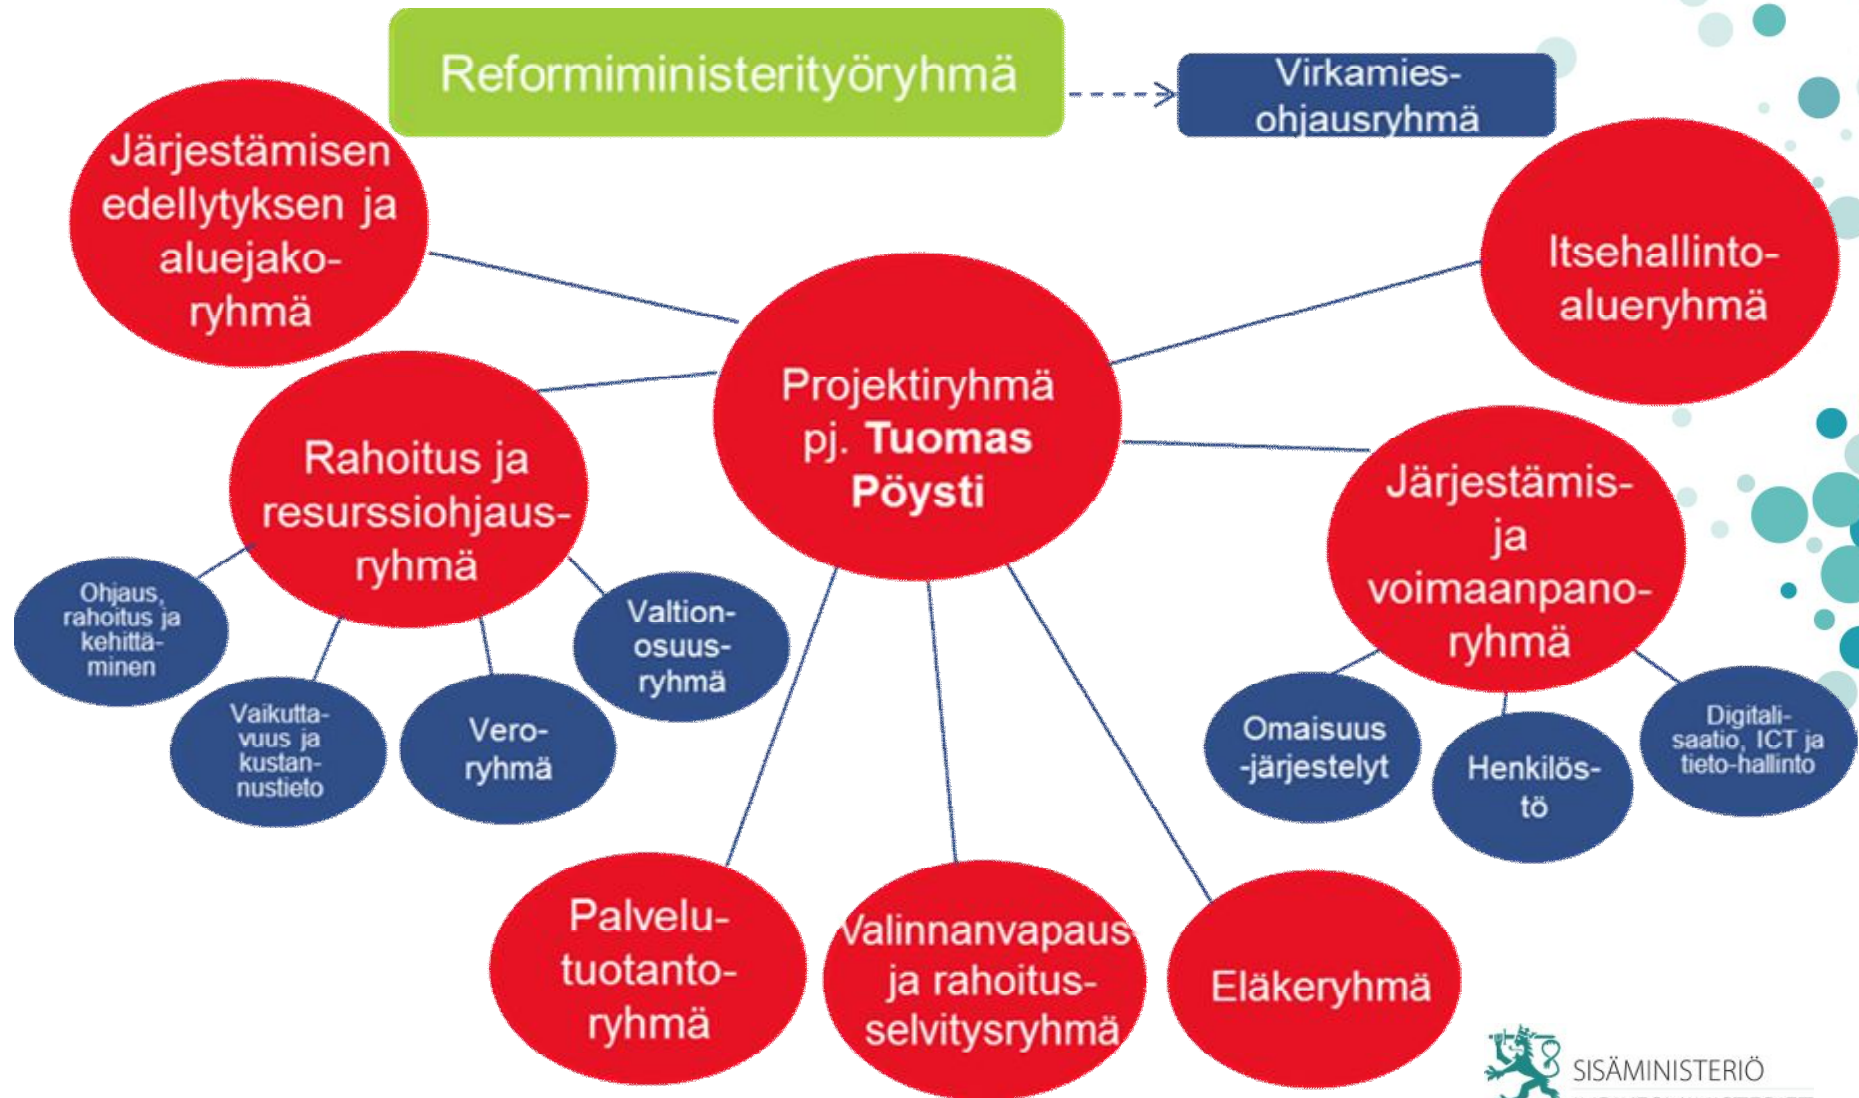 Reformiministerityöryhmä
Virkamies-
ohjausryhmä
Järjestämisen
edellytyksen ja
aluejako-
ryhmä
Itsehallinto-
alueryhmä
Projektiryhmä
pj. Tuomas
Pöysti
Rahoitus ja
resurssiohjaus-
ryhmä
Järjestämis-
ja
voimaanpano-
ryhmä
Ohjaus,
rahoitus ja
kehittä-
minen
Vaikutta-
vuus ja
kustan-
nustieto
Vero-
ryhmä
Valtion-
osuus-
ryhmä
Omaisuus
-järjestelyt
Henkilös-
tö
Digitali-
saatio, ICT ja
tieto-hallinto
Palvelu-
tuotanto-
ryhmä
Valinnanvapaus-
ja rahoitus-
selvitysryhmä
Eläkeryhmä
SISÄMINISTERIÖ